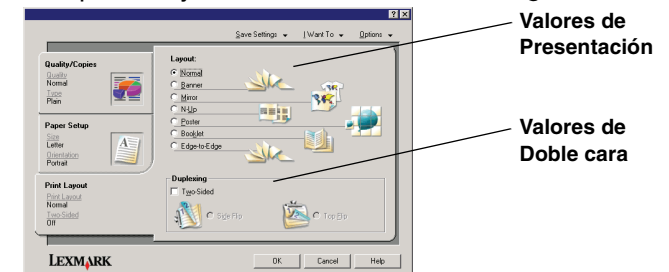 Save Settings I Want To Options
Quality/Copies
Quality
Normal
Type
Plain
Paper Setup
Size
Letter
Orientation
Portrait
Print Layout
Print Layout
Normal
Two-Sided
Off
Layout:
Normal
Banner
Mirror
N-Up
Poster
Booklet
Edge-to-Edge
Duplexing
Two-Sided
Side Flip
Top Flip
LEXMARK
OK Cancel Help
Valores de
Presentación
Valores de
Doble cara